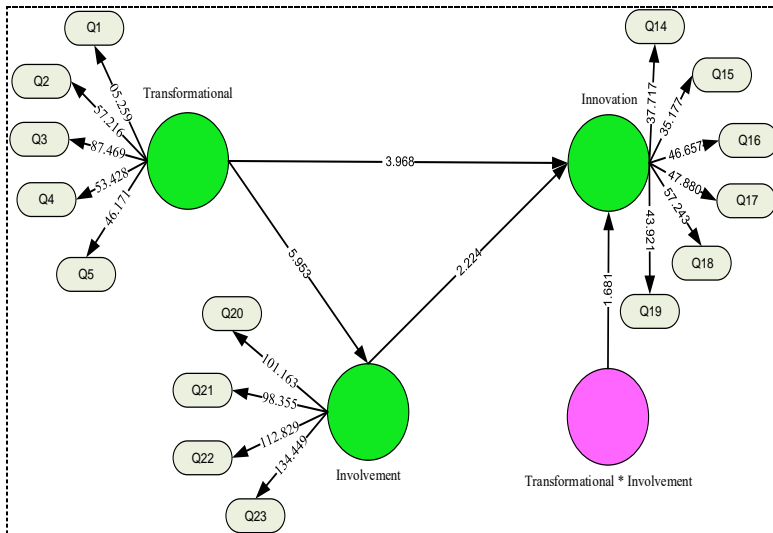 Q1
Q2
Q3
Q4
Q5
Transformational
05.259
57.216
87.469
53.428
46.171
3.968
5.953
2.224
1.681
Innovation
Q14
Q15
Q16
Q17
Q18
Q19
37.717
35.177
46.657
47.880
57.243
43.921
Q20
Q21
Q22
Q23
101.163
98.355
112.829
134.449
Involvement
Transformational * Involvement